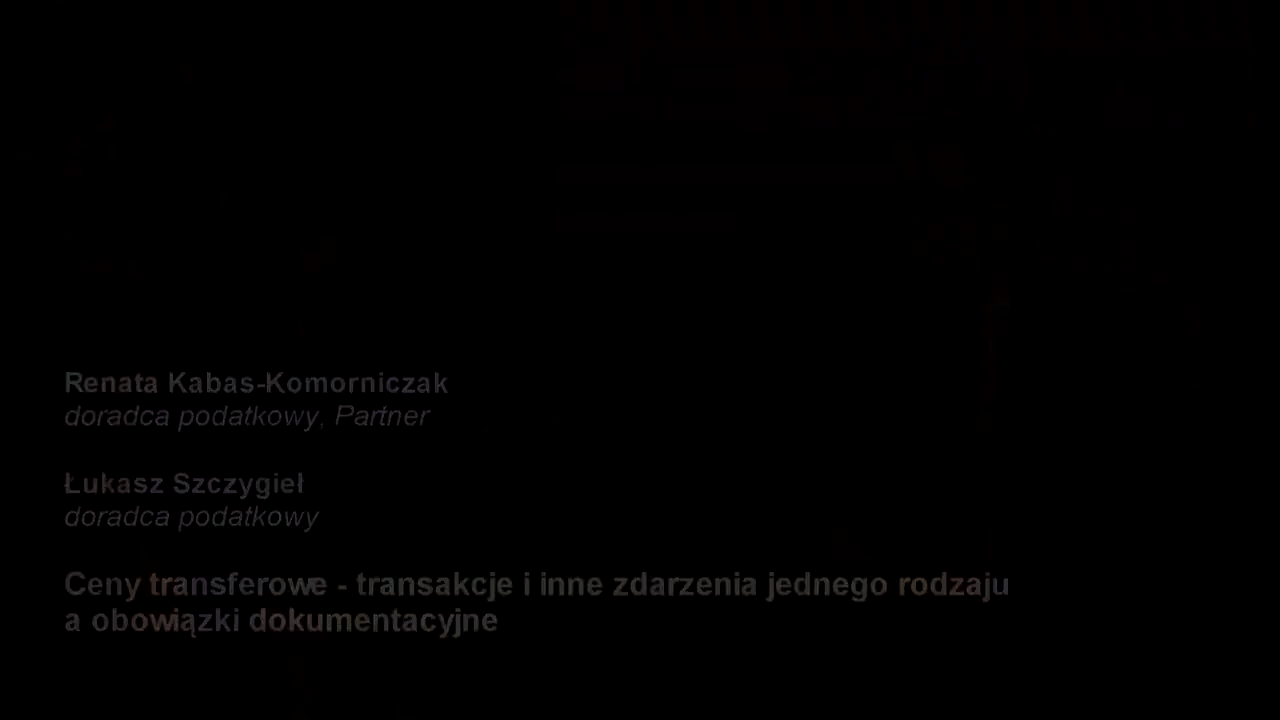 Renata Kabas-Komorniczak
doradca podatkowy, Partner
Łukasz Szczygieł
doradca podatkowy
Ceny transferowe - transakcje i inne zdarzenia jednego rodzaju
a obowiązki dokumentacyjne